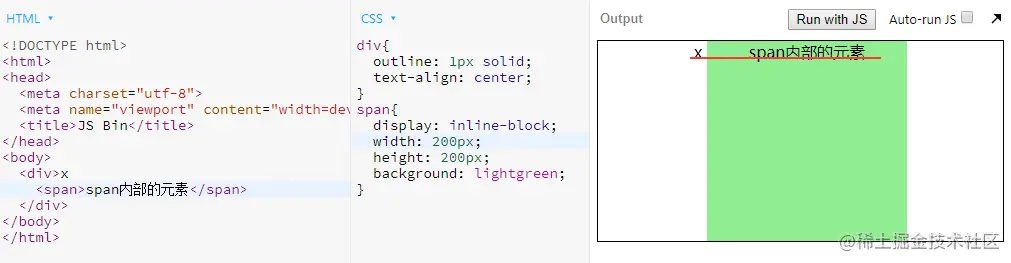 HTML
<!DOCTYPE html>
<html>
<head>
<meta charset="utf-8">
<meta name="viewport" content="width=dev
<title>JS Bin</title>
</head>
<body>
<div>x
<span>span内部的元素</span>
</div>
</body>
</html>
CSS
div{
outline: 1px solid;
text-align: center;
}
span{
display: inline-block;
width: 200px;
height: 200px;
background: lightgreen;
}
Output
Run with JS
Auto-run JS
x span内部的元素
@稀土掘金技术社区